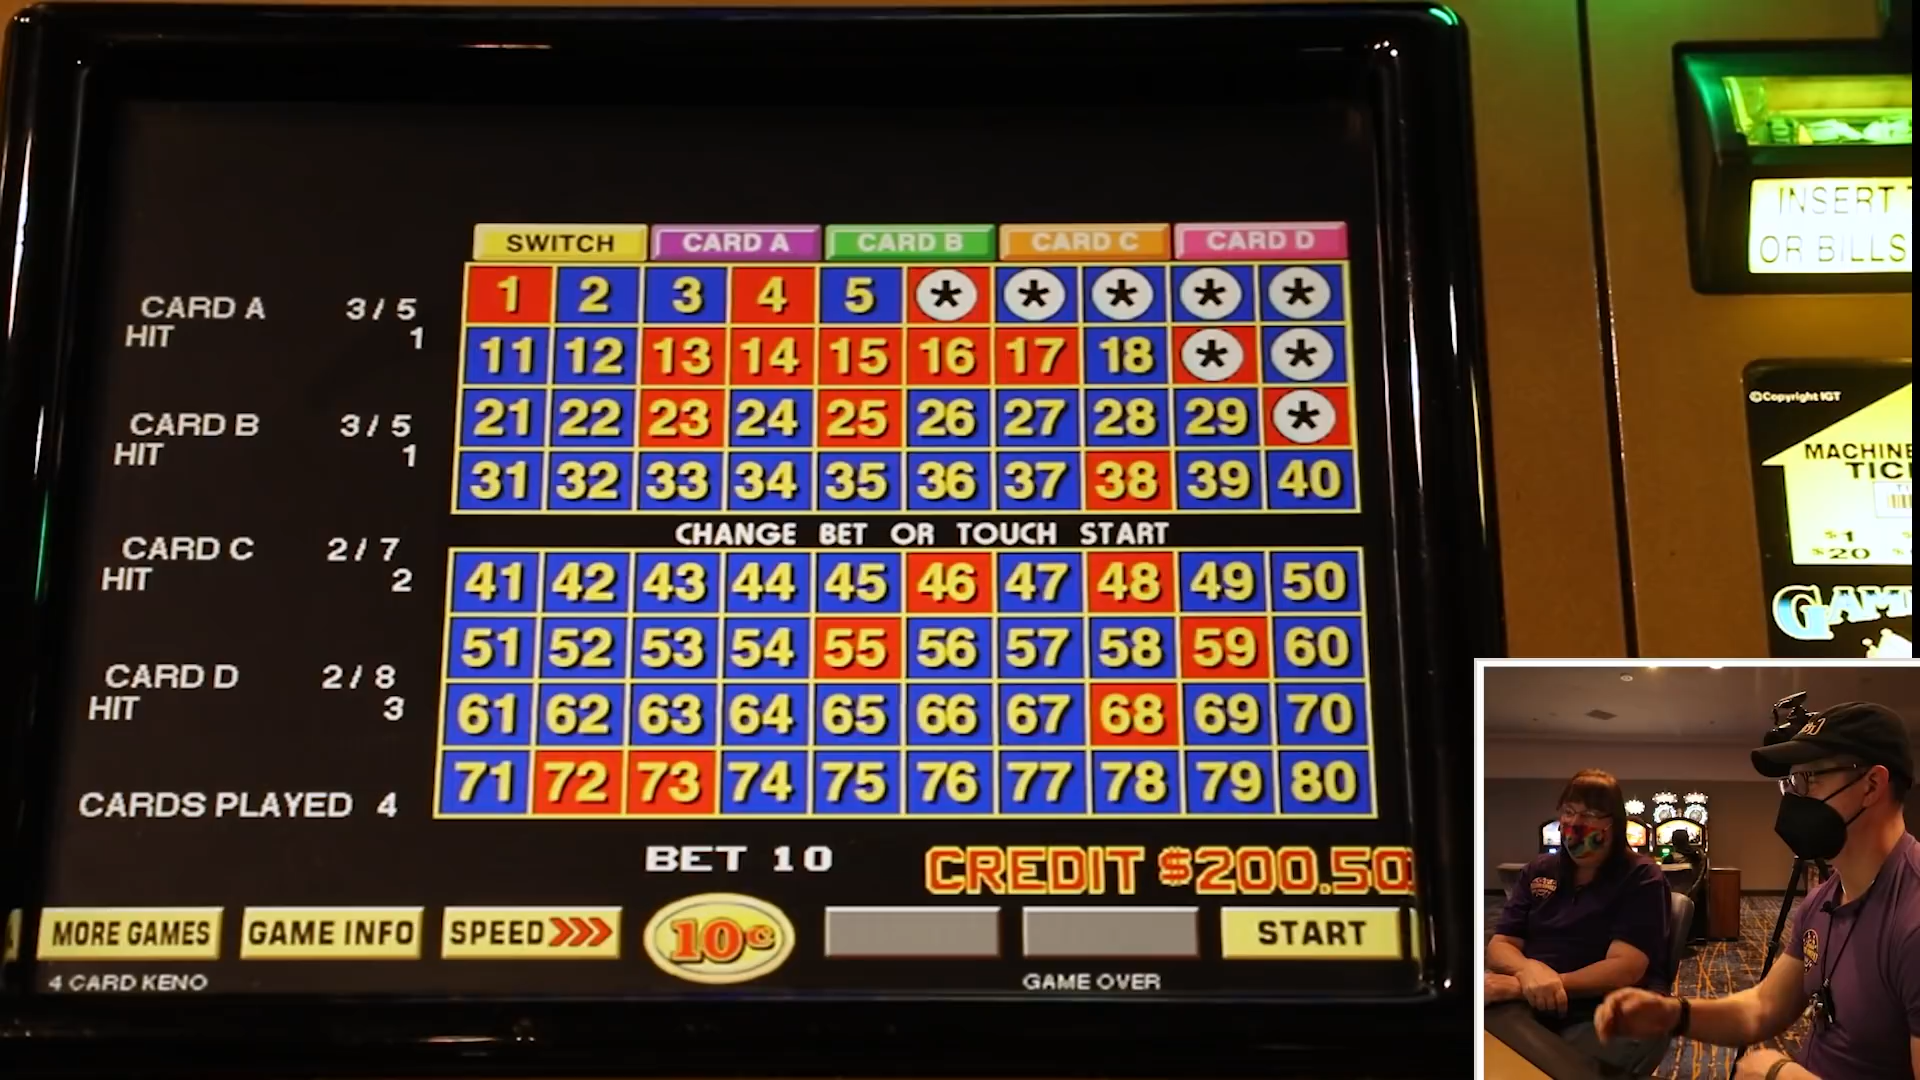 SWITCH CARD A CARD B CARD C CARD D
CARD A 3/5
HIT 1
CARD B 3/5
HIT 1
CARD C 2/7
HIT 2
CARD D 2/8
HIT 3
CARDS PLAYED 4
1 2 3 4 5 * * * * *
11 12 13 14 15 16 17 18 * *
21 22 23 24 25 26 27 28 29 *
31 32 33 34 35 36 37 38 39 40
CHANGE BET OR TOUCH START
41 42 43 44 45 46 47 48 49 50
51 52 53 54 55 56 57 58 59 60
61 62 63 64 65 66 67 68 69 70
71 72 73 74 75 76 77 78 79 80
BET 10 CREDIT $200.50
MORE GAMES GAME INFO SPEED>>> 10¢ START
4 CARD KENO GAME OVER
INSERT
OR BILLS
©Copyright IGT
MACHINE
$1
$20